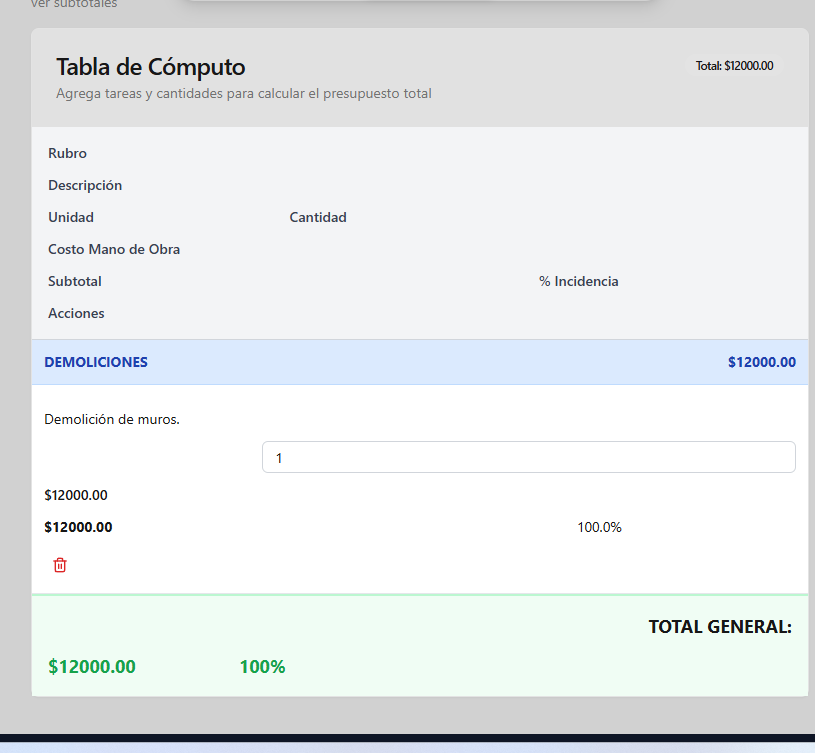 ver subtotales
Tabla de Cómputo
Total: $12000.00
Agrega tareas y cantidades para calcular el presupuesto total
Rubro
Descripción
Unidad Cantidad
Costo Mano de Obra
Subtotal % Incidencia
Acciones
DEMOLICIONES $12000.00
Demolición de muros.
1
$12000.00
$12000.00 100.0%
TOTAL GENERAL:
$12000.00 100%